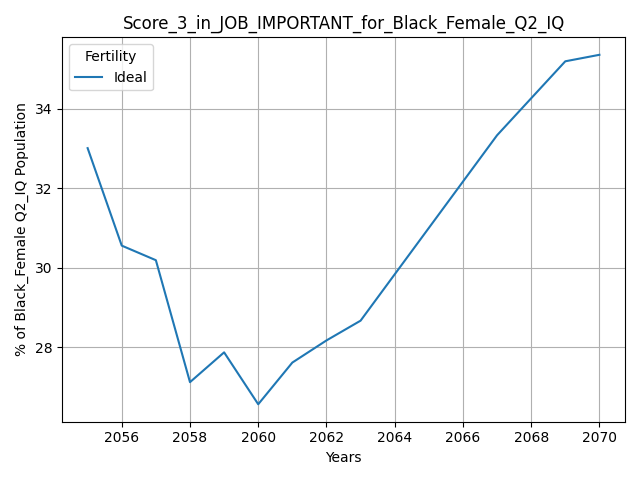 Score_3_in_JOB_IMPORTANT_for_Black_Female_Q2_IQ
Fertility
Ideal
% of Black_Female Q2_IQ Population
34
32
30
28
2056 2058 2060 2062 2064 2066 2068 2070
Years